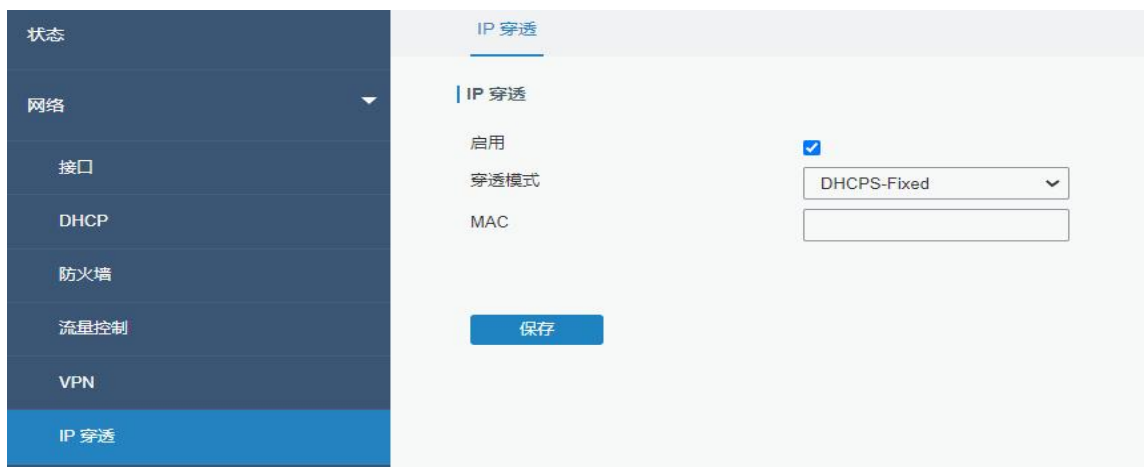 状态
网络
接口
DHCP
防火墙
流量控制
VPN
IP 穿透
IP 穿透
IP 穿透
启用
穿透模式
DHCPS-Fixed
MAC
保存